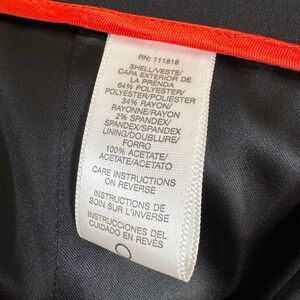 RN: 111818
SHELL/VESTE/
CAPA EXTERIOR DE
LA PRENDA
64% POLYESTER/
POLYESTER/POLIESTER
34% RAYON/
RAYONNE/RAYON
2% SPANDEX/
SPANDEX/SPANDEX
LINING/DOUBLURE/
FORRO
100% ACETATE/
ACETATE/ACETATO
CARE INSTRUCTIONS
ON REVERSE
INSTRUCTIONS DE
SOIN SUR L'INVERSE
INSTRUCCIONES DEL
CUIDADO EN REVÉS